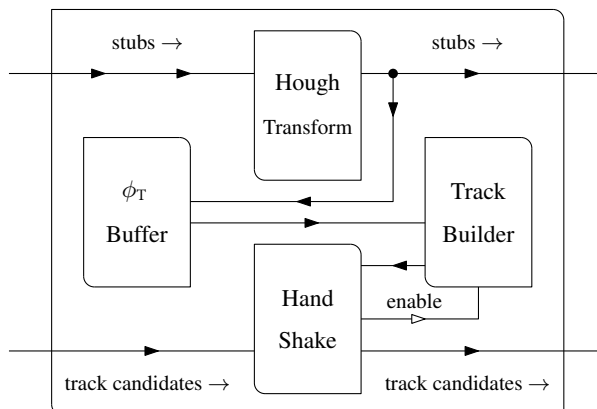 stubs →
stubs →
Hough
Transform
ϕT
Buffer
Track
Builder
Hand
Shake
enable
track candidates →
track candidates →